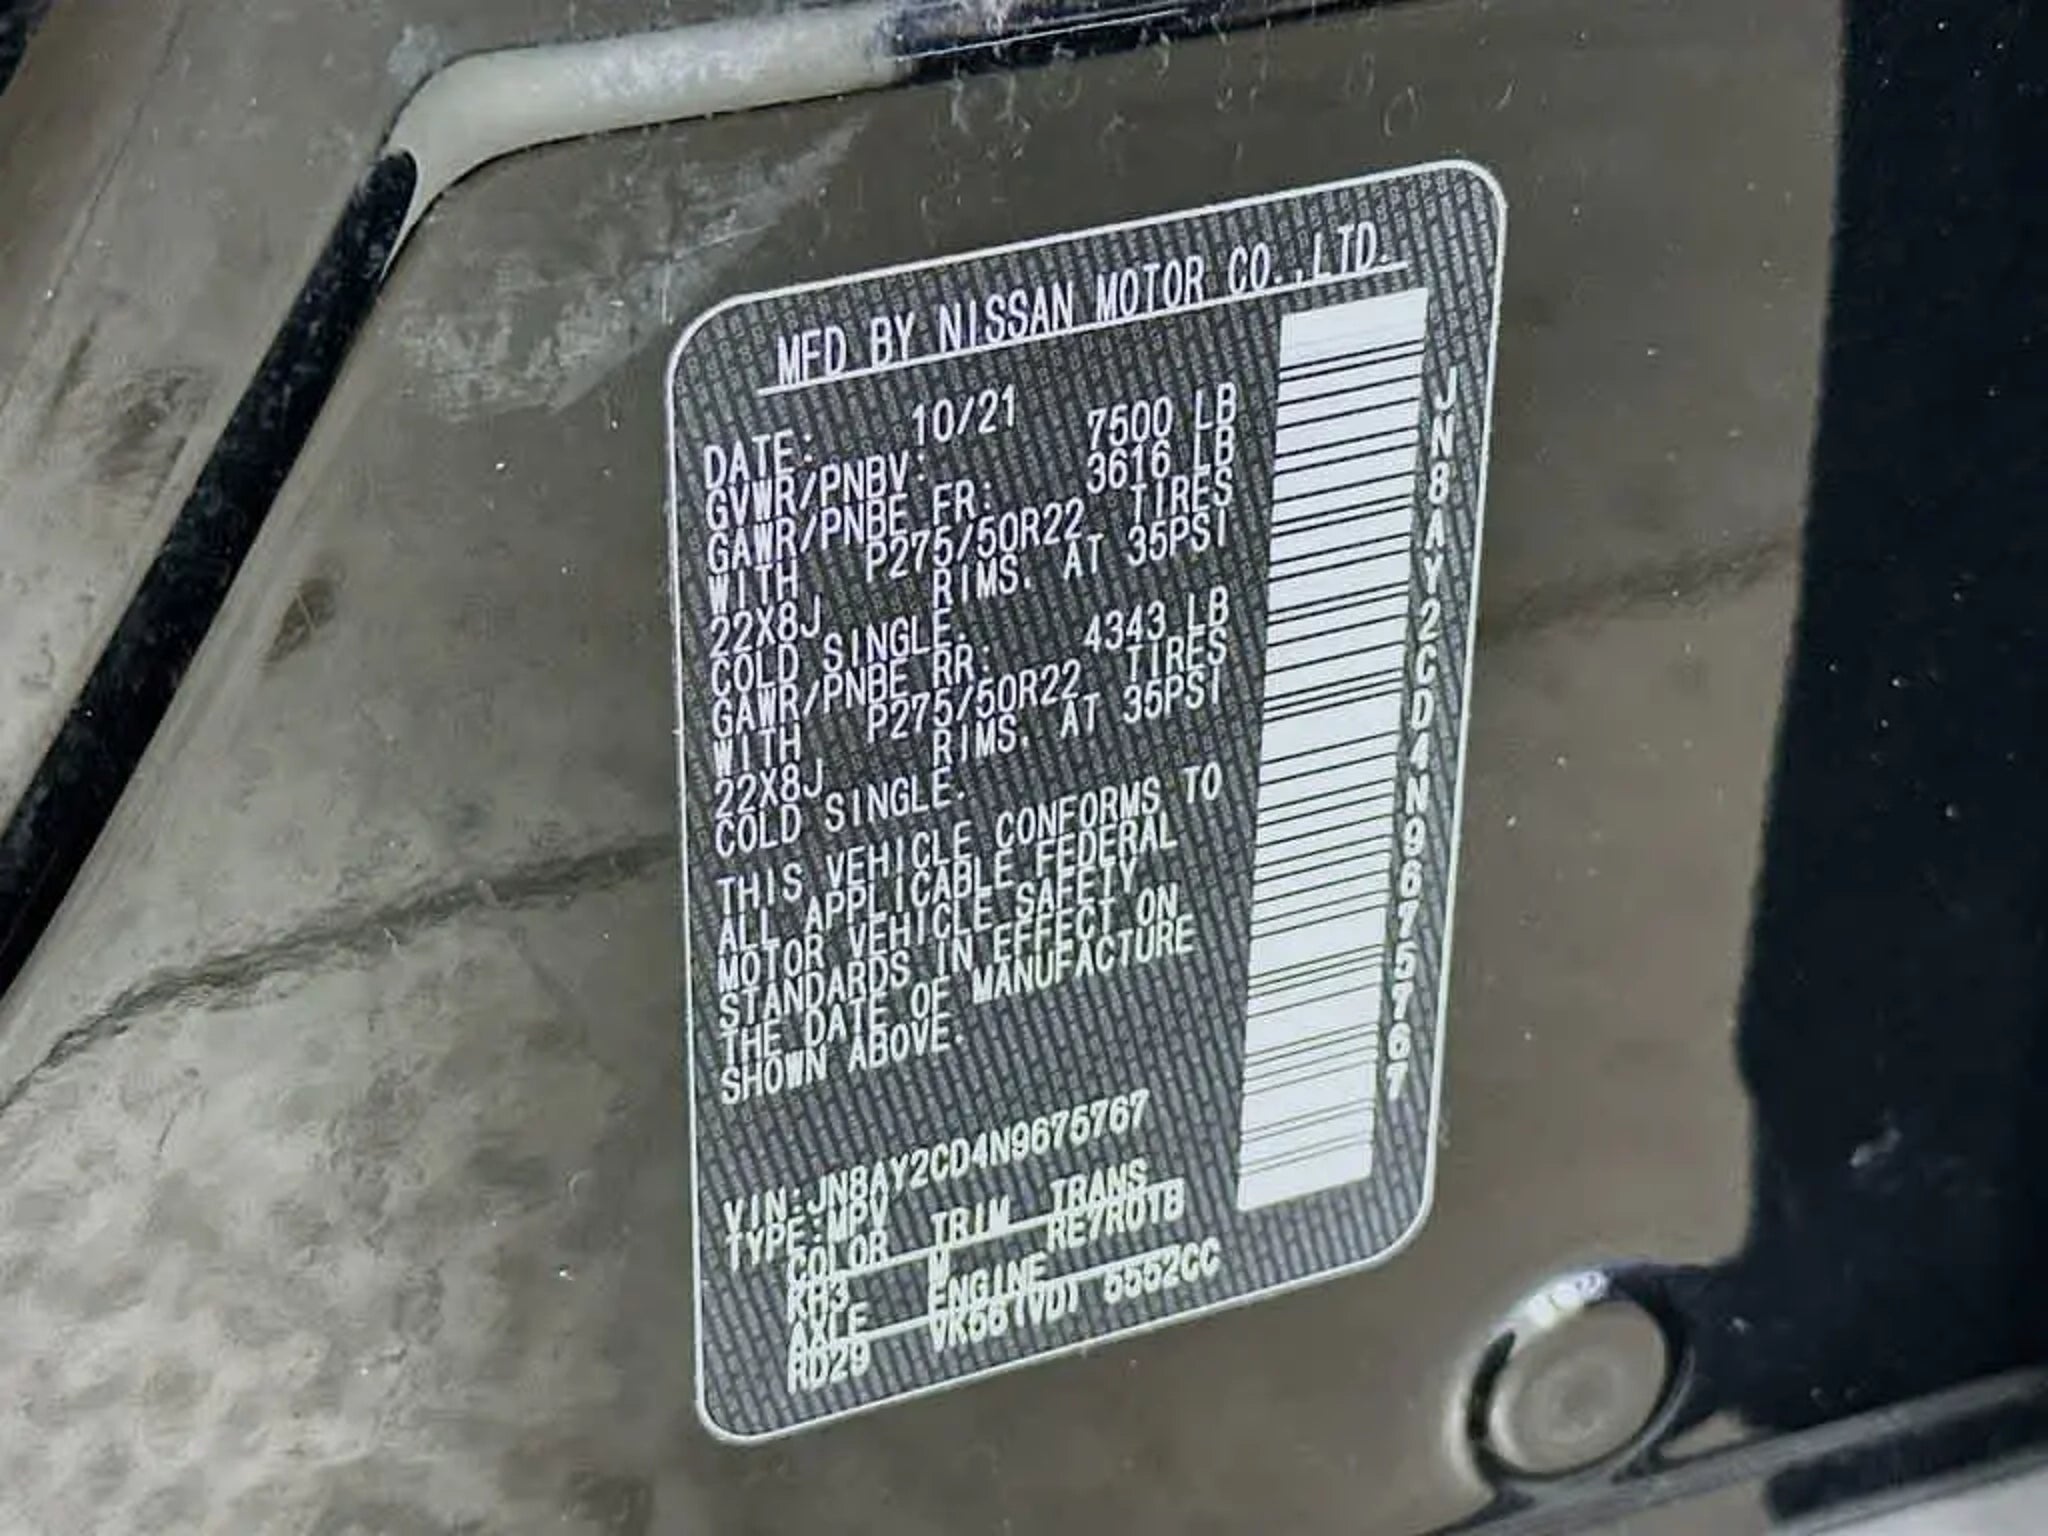 MFD BY NISSAN MOTOR CO.,LTD.
DATE: 10/21
GVWR/PNBV: 7500 LB
GAWR/PNBE FR: 3616 LB
WITH P275/50R22 TIRES
22X8J RIMS. AT 35PSI
COLD SINGLE.
GAWR/PNBE RR: 4343 LB
WITH P275/50R22 TIRES
22X8J RIMS. AT 35PSI
COLD SINGLE.
THIS VEHICLE CONFORMS TO
ALL APPLICABLE FEDERAL
MOTOR VEHICLE SAFETY
STANDARDS IN EFFECT ON
THE DATE OF MANUFACTURE
SHOWN ABOVE.
VIN:JN8AY2CD4N9675767
TYPE:MPV
COLOR TRIM TRANS
KH3 W RE7R01B
AXLE ENGINE
RD29 VK56(VD) 5552CC
JN8AY2CD4N9675767